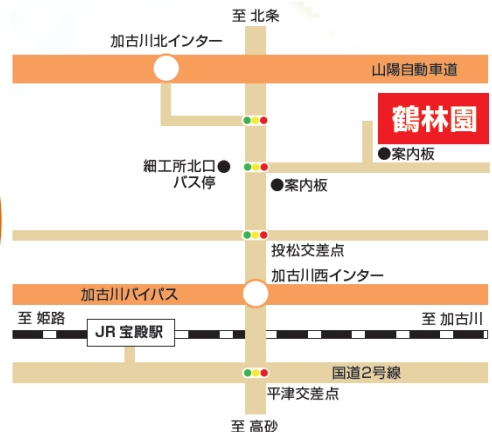 至 北条
加古川北インター
山陽自動車道
鶴林園
●案内板
細工所北口●
バス停
●案内板
投松交差点
加古川西インター
加古川バイパス
至 姫路
至 加古川
JR 宝殿駅
国道2号線
平津交差点
至 高砂